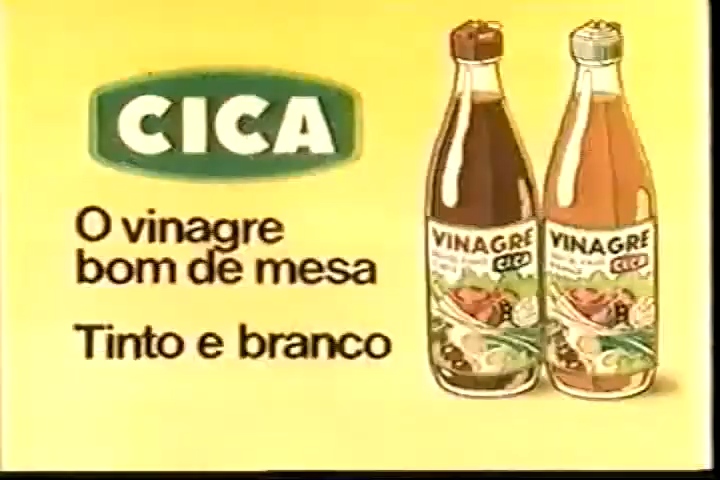 CICA
O vinagre
bom de mesa
Tinto e branco
VINAGRE
CICA
VINAGRE
CICA